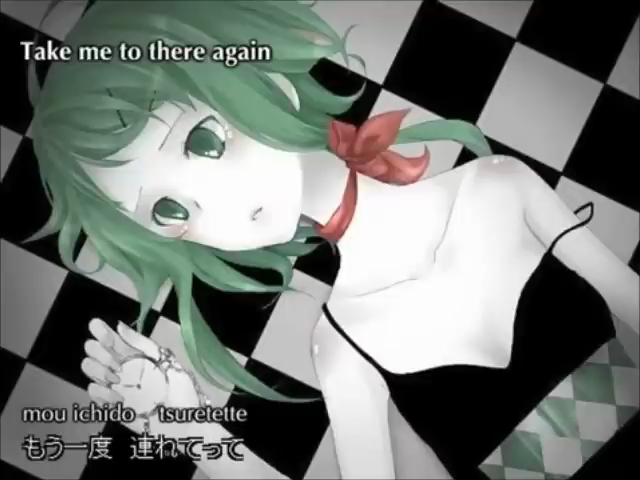 Take me to there again
mou ichido tsuretette
もう一度 連れてって